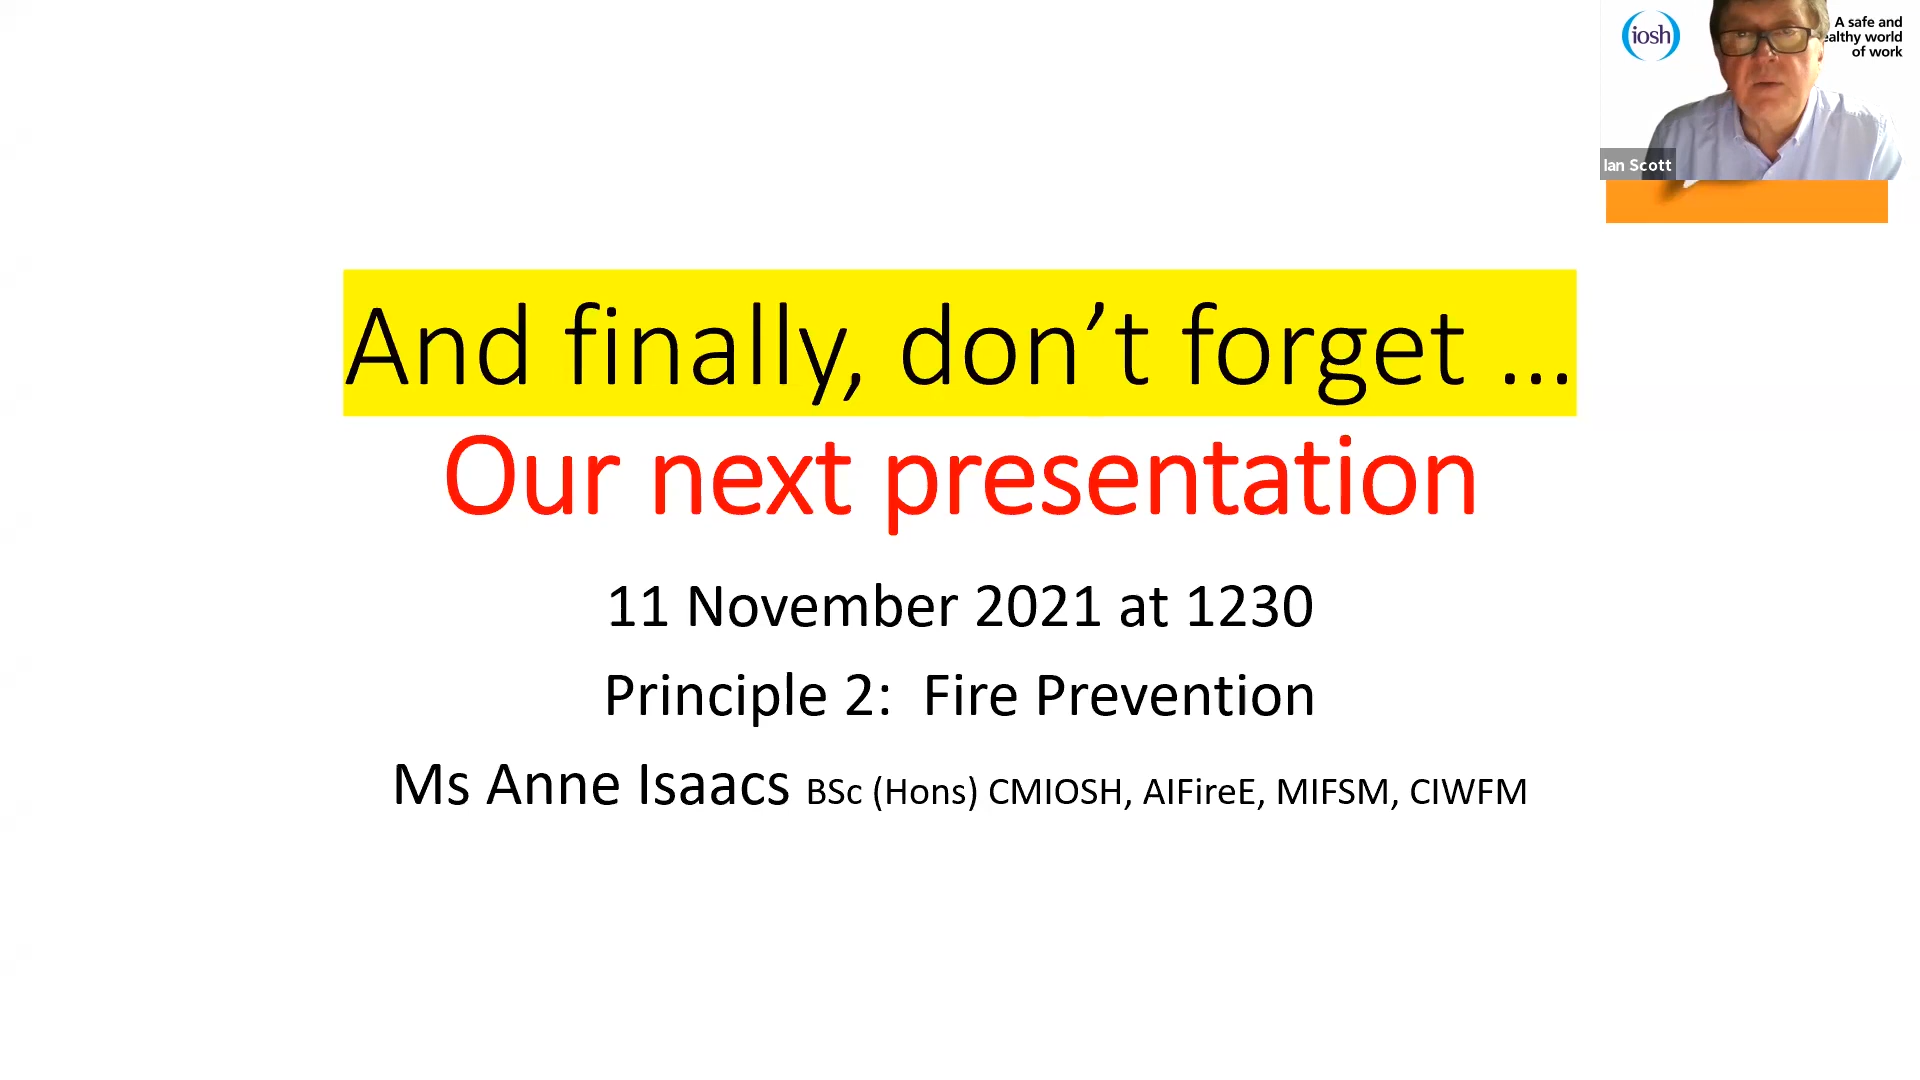 iosh
A safe and
ealthy world
of work
Ian Scott
And finally, don’t forget ...
Our next presentation
11 November 2021 at 1230
Principle 2: Fire Prevention
Ms Anne Isaacs BSc (Hons) CMIOSH, AIFireE, MIFSM, CIWFM